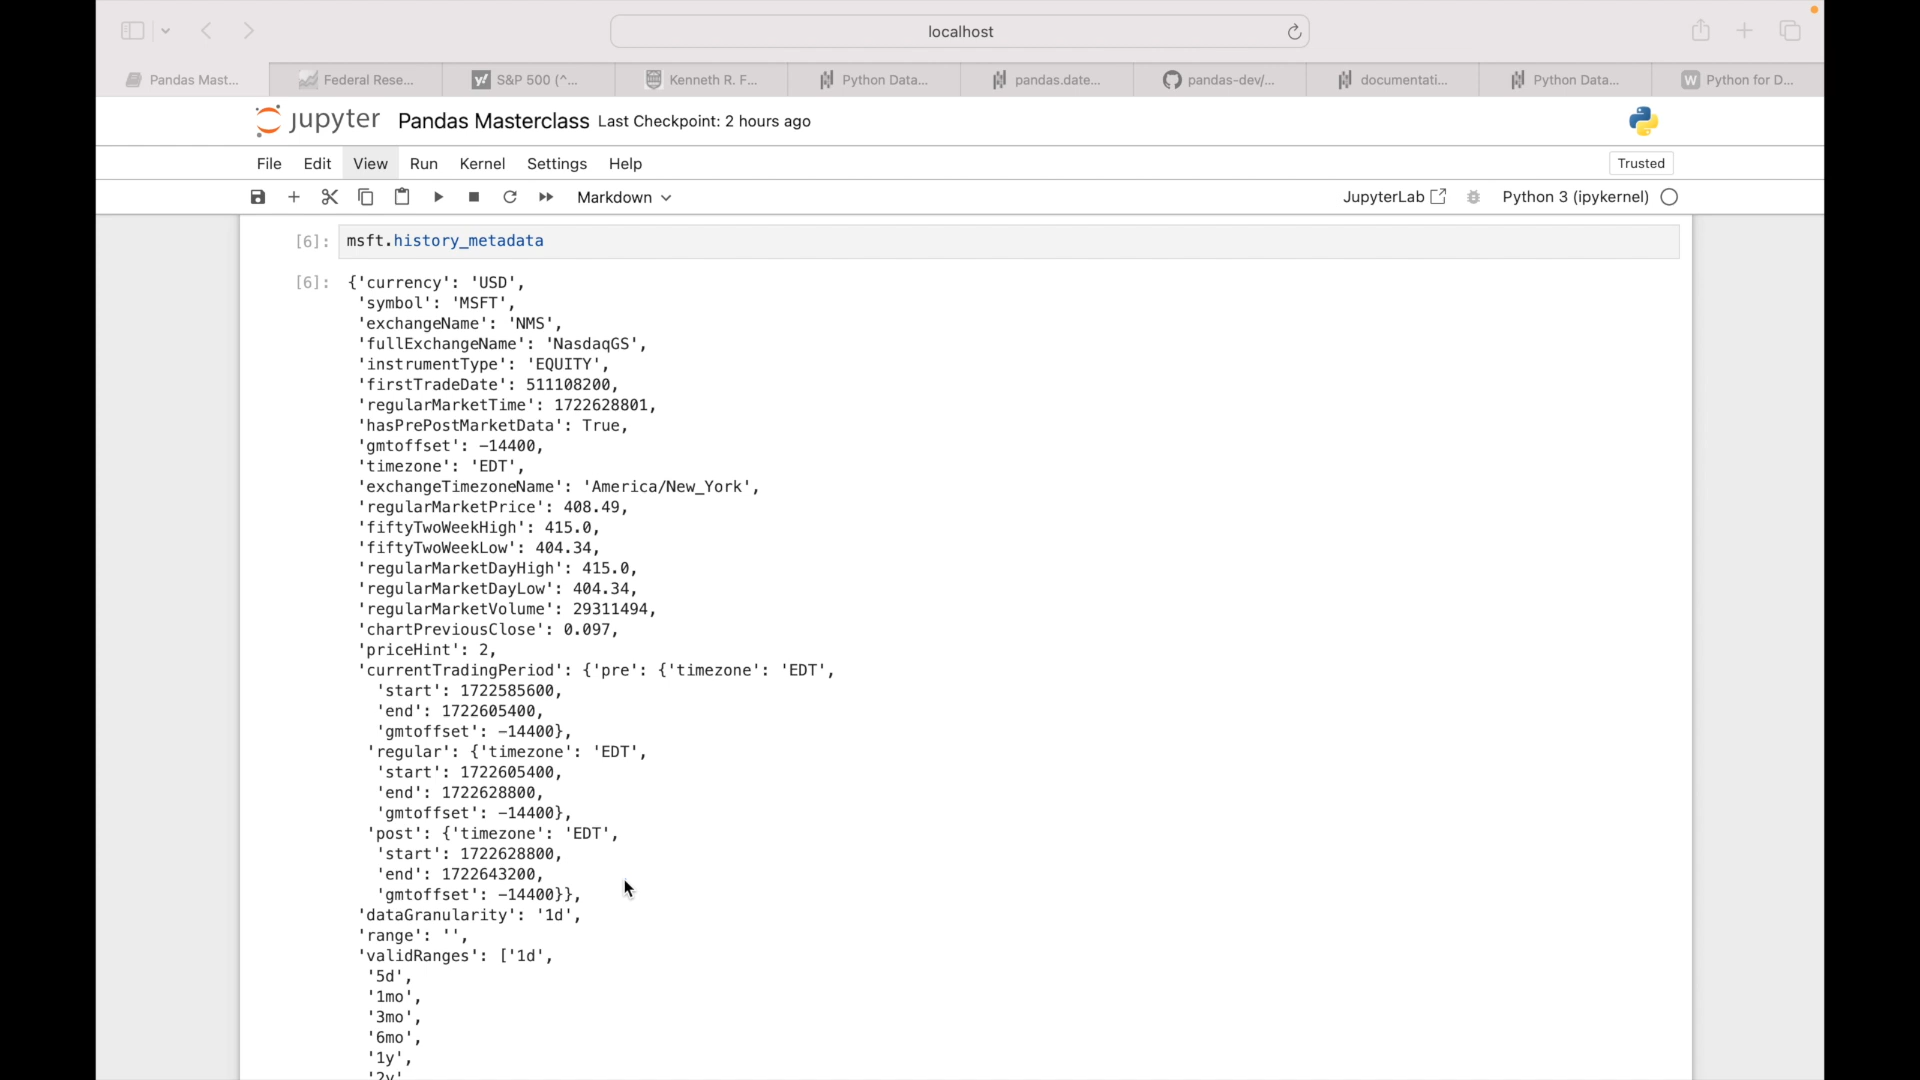 localhost
Pandas Mast...
Federal Rese...
S&P 500 (^...
Kenneth R. F...
Python Data...
pandas.date...
pandas-dev/...
documentati...
Python Data...
Python for D...
jupyter Pandas Masterclass Last Checkpoint: 2 hours ago
File Edit View Run Kernel Settings Help
Trusted
Markdown
JupyterLab
Python 3 (ipykernel)
[6]: msft.history_metadata
[6]: {'currency': 'USD',
'symbol': 'MSFT',
'exchangeName': 'NMS',
'fullExchangeName': 'NasdaqGS',
'instrumentType': 'EQUITY',
'firstTradeDate': 511108200,
'regularMarketTime': 1722628801,
'hasPrePostMarketData': True,
'gmtoffset': -14400,
'timezone': 'EDT',
'exchangeTimezoneName': 'America/New_York',
'regularMarketPrice': 408.49,
'fiftyTwoWeekHigh': 415.0,
'fiftyTwoWeekLow': 404.34,
'regularMarketDayHigh': 415.0,
'regularMarketDayLow': 404.34,
'regularMarketVolume': 29311494,
'chartPreviousClose': 0.097,
'priceHint': 2,
'currentTradingPeriod': {'pre': {'timezone': 'EDT',
'start': 1722585600,
'end': 1722605400,
'gmtoffset': -14400},
'regular': {'timezone': 'EDT',
'start': 1722605400,
'end': 1722628800,
'gmtoffset': -14400},
'post': {'timezone': 'EDT',
'start': 1722628800,
'end': 1722643200,
'gmtoffset': -14400}},
'dataGranularity': '1d',
'range': '',
'validRanges': ['1d',
'5d',
'1mo',
'3mo',
'6mo',
'1y',
'2y',